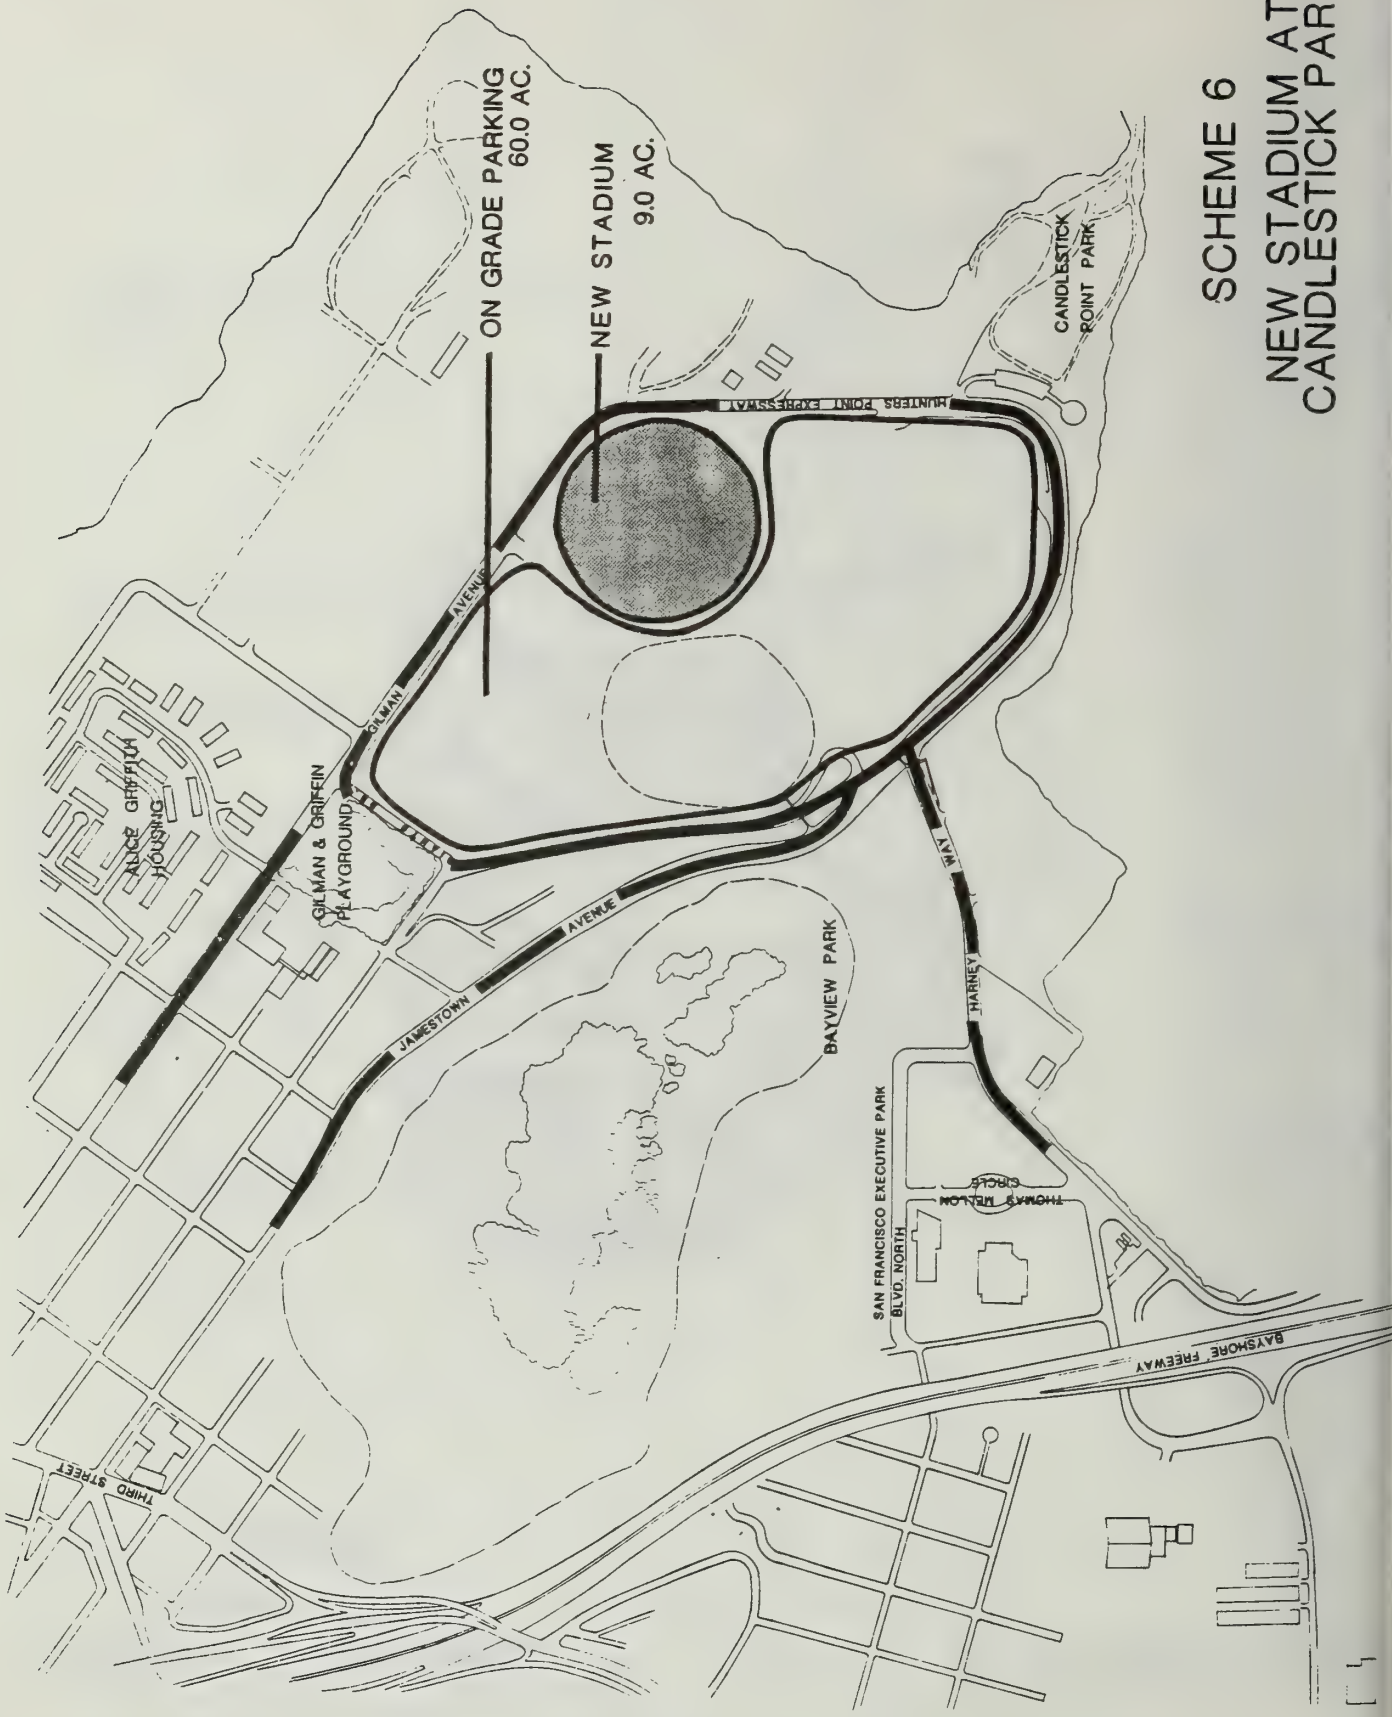 ON GRADE PARKING
60.0 AC.
NEW STADIUM
9.0 AC.
ALICE GRIFFITH
HOUSING
GILMAN & GRIFFIN
PLAYGROUND
GILMAN
AVENUE
HUNTERS POINT EXPRESSWAY
CANDLESTICK
POINT PARK
JAMESTOWN
AVENUE
BAYVIEW PARK
HARNEY
WAY
SAN FRANCISCO EXECUTIVE PARK
BLVD. NORTH
THOMAS MELLON
CIRCLE
THIRD STREET
BAYSHORE FREEWAY
SCHEME 6
NEW STADIUM AT
CANDLESTICK PAR